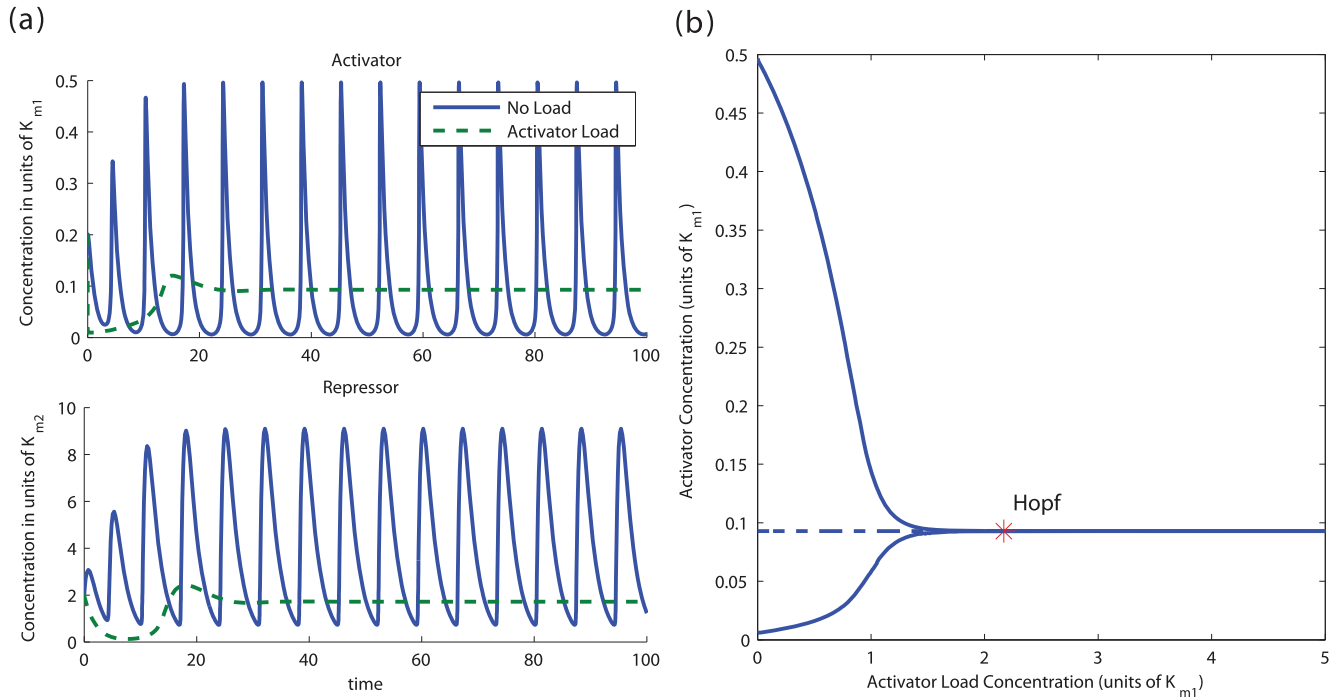 (a)
Activator
Concentration in units of K m1
0.5
0.4
0.3
0.2
0.1
0
0 20 40 60 80 100
No Load
Activator Load
Repressor
Concentration in units of K m2
10
8
6
4
2
0
0 20 40 60 80 100
time
(b)
Activator Concentration (units of K m1)
0.5
0.45
0.4
0.35
0.3
0.25
0.2
0.15
0.1
0.05
0
Hopf
0 1 2 3 4 5
Activator Load Concentration (units of K m1)